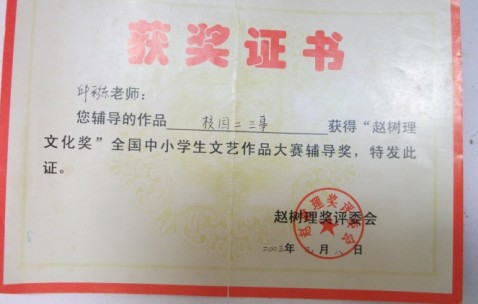 获奖证书
老师：
您辅导的作品校园二三事获得“赵树理
文化奖”全国中小学生文艺作品大赛辅导奖，特发此
证。
赵树理奖评委会
年 月 日